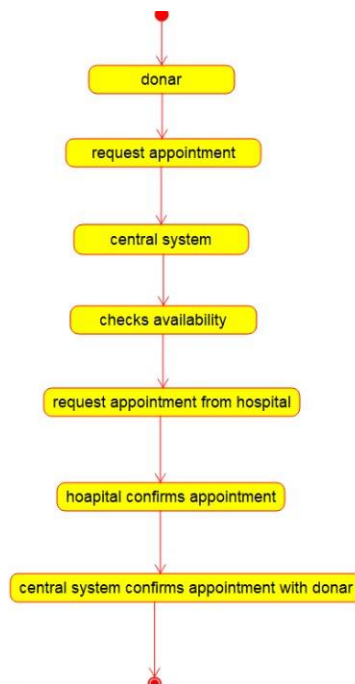 donar
request appointment
central system
checks availability
request appointment from hospital
hoapital confirms appointment
central system confirms appointment with donar